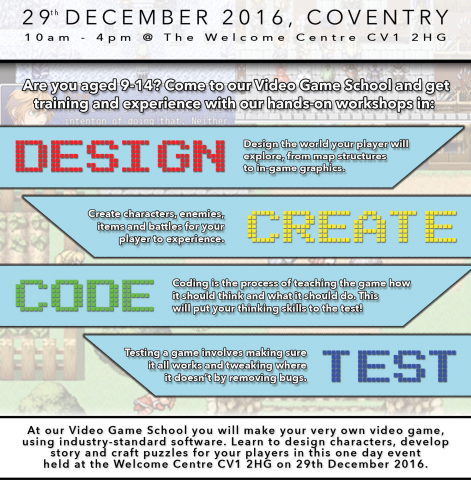 29th DECEMBER 2016, COVENTRY
10am - 4pm @ The Welcome Centre CV1 2HG
Are you aged 9-14? Come to our Video Game School and get
training and experience with our hands-on workshops in:
intention of doing that. Neither
DESIGN
Design the world your player will
explore, from map structures
to in-game graphics.
Create characters, enemies,
items and battles for your
player to experience.
CREATE
CODE
Coding is the process of teaching the game how
it should think and what it should do. This
will put your thinking skills to the test!
Testing a game involves making sure
it all works and tweaking where
it doesn't by removing bugs.
TEST
At our Video Game School you will make your very own video game,
using industry-standard software. Learn to design characters, develop
story and craft puzzles for your players in this one day event
held at the Welcome Centre CV1 2HG on 29th December 2016.